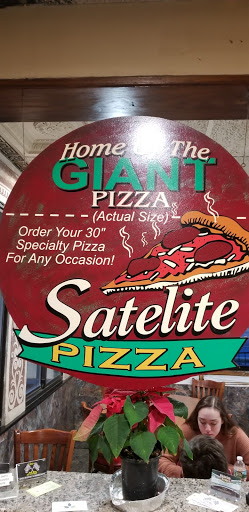 Home Of The
GIANT
PIZZA
(Actual Size)
Order Your 30"
Specialty Pizza
For Any Occasion!
Satelite
PIZZA